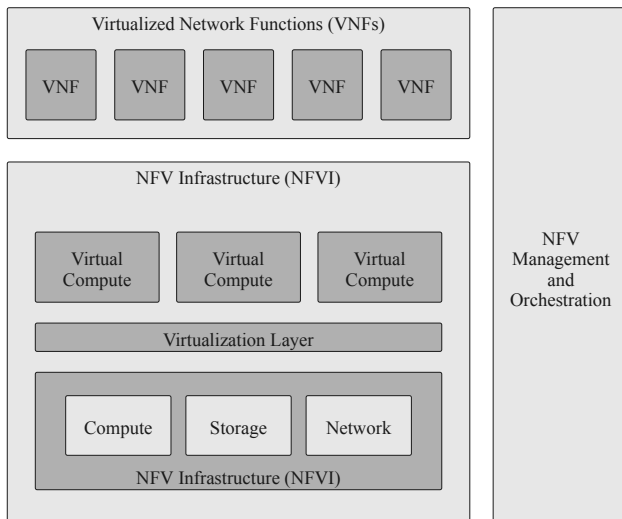 Virtualized Network Functions (VNFs)
VNF
VNF
VNF
VNF
VNF
NFV Infrastructure (NFVI)
Virtual
Compute
Virtual
Compute
Virtual
Compute
Virtualization Layer
Compute
Storage
Network
NFV Infrastructure (NFVI)
NFV
Management
and
Orchestration